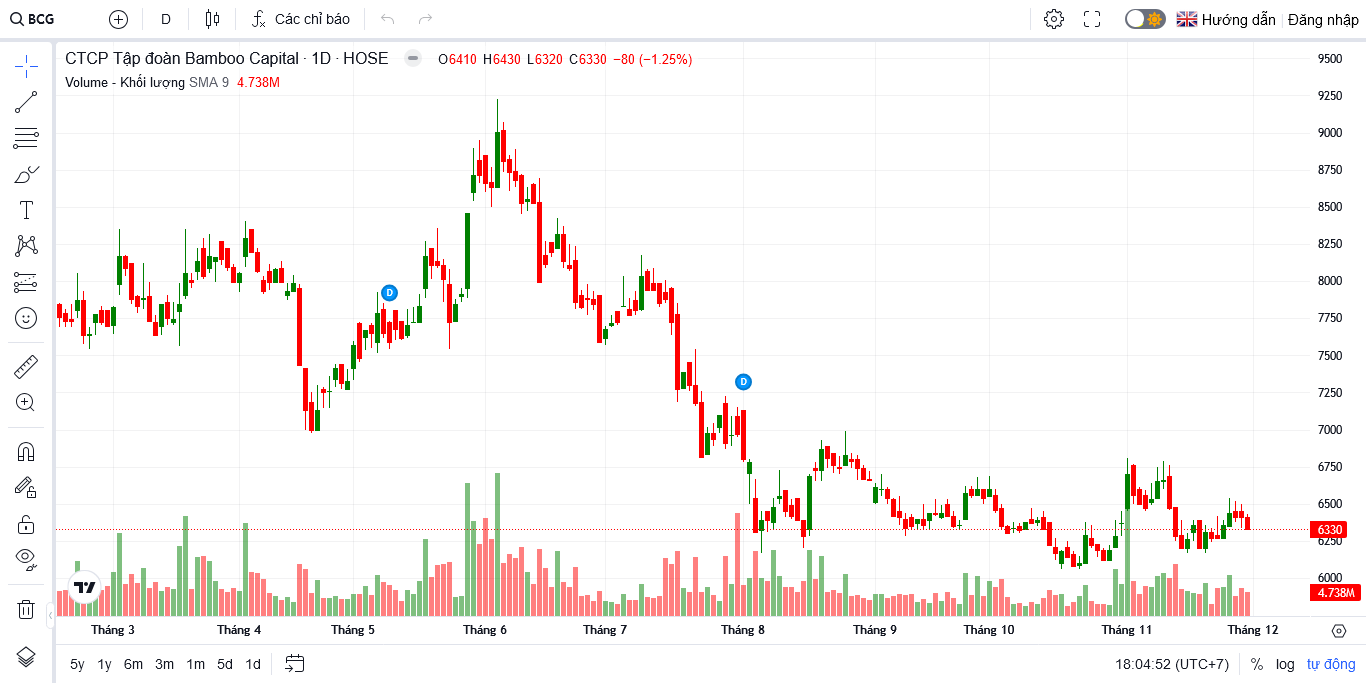 BCG D Các chỉ báo Hướng dẫn Đăng nhập
CTCP Tập đoàn Bamboo Capital · 1D · HOSE O6410 H6430 L6320 C6330 −80 (−1.25%)
Volume - Khối lượng SMA 9 4.738M
9500
9250
9000
8750
8500
8250
8000
D
7750
7500
7250
D
7000
6750
6500
6330
6250
6000
4.738M
Tháng 3 Tháng 4 Tháng 5 Tháng 6 Tháng 7 Tháng 8 Tháng 9 Tháng 10 Tháng 11 Tháng 12
5y 1y 6m 3m 1m 5d 1d 18:04:52 (UTC+7) % log tự động